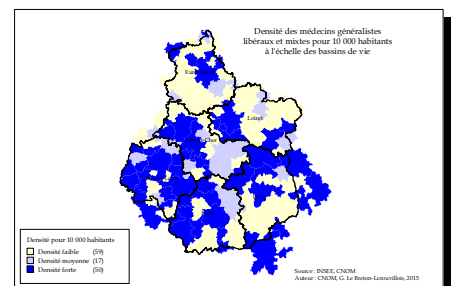 Densité des médecins généralistes
libéraux et mixtes pour 10 000 habitants
à l'échelle des bassins de vie
Loiret
Densité pour 10 000 habitants
Densité faible (59)
Densité moyenne (17)
Densité forte (50)
Source : INSEE, CNOM
Auteur : CNOM, G. Le Breton-Lerouvillois, 2015